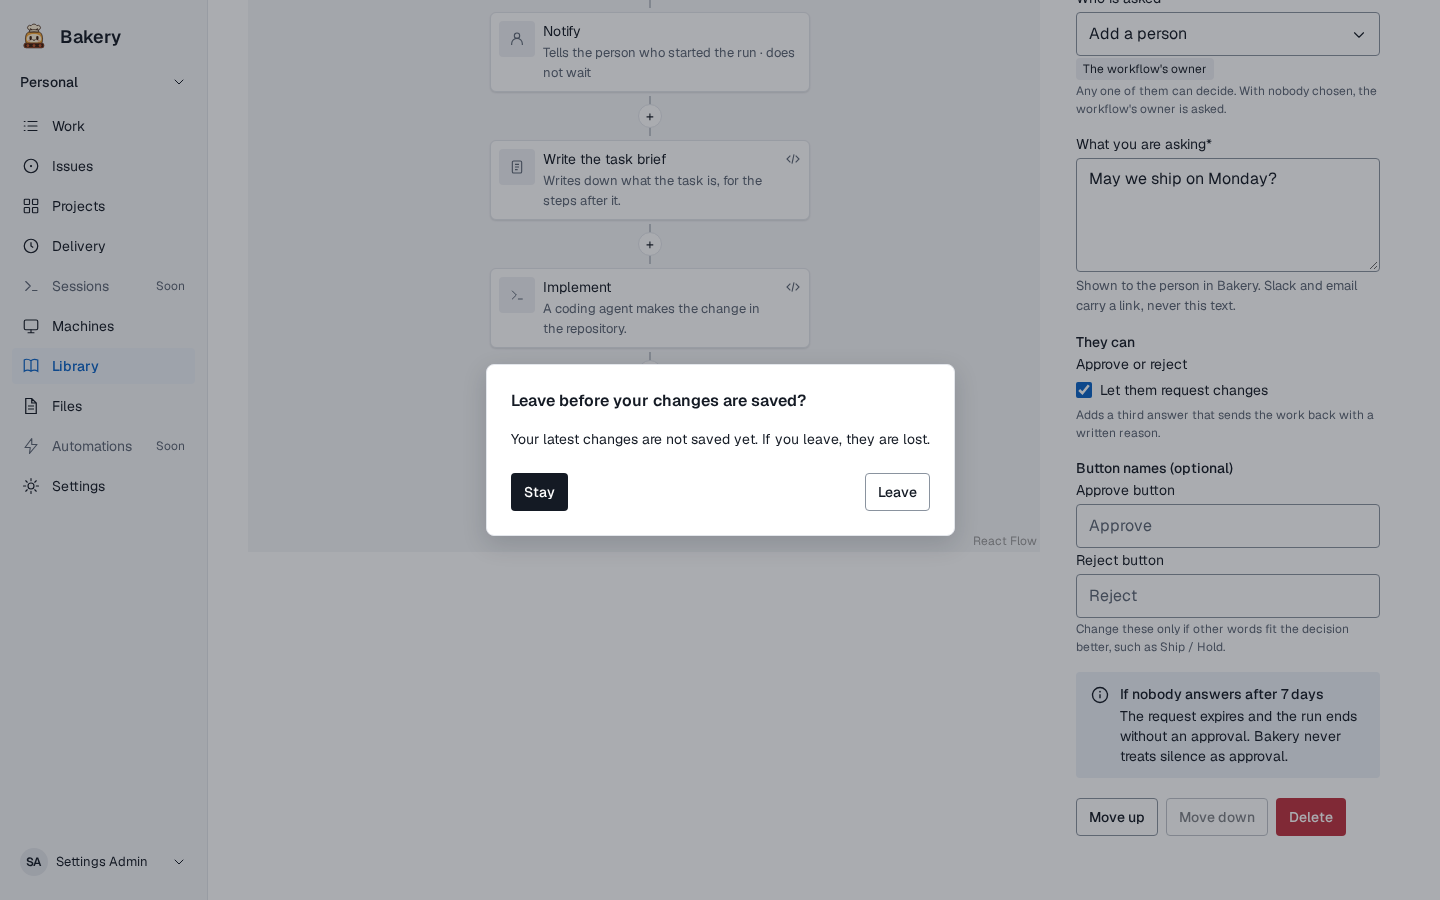 Bakery
Personal
Work
Issues
Projects
Delivery
Sessions Soon
Machines
Library
Files
Automations Soon
Settings
SA Settings Admin
Notify
Tells the person who started the run · does
not wait
+
Write the task brief
Writes down what the task is, for the
steps after it.
+
Implement
A coding agent makes the change in
the repository.
React Flow
Leave before your changes are saved?
Your latest changes are not saved yet. If you leave, they are lost.
Stay
Leave
Who is asked
Add a person
The workflow's owner
Any one of them can decide. With nobody chosen, the
workflow's owner is asked.
What you are asking*
May we ship on Monday?
Shown to the person in Bakery. Slack and email
carry a link, never this text.
They can
Approve or reject
Let them request changes
Adds a third answer that sends the work back with a
written reason.
Button names (optional)
Approve button
Approve
Reject button
Reject
Change these only if other words fit the decision
better, such as Ship / Hold.
If nobody answers after 7 days
The request expires and the run ends
without an approval. Bakery never
treats silence as approval.
Move up
Move down
Delete